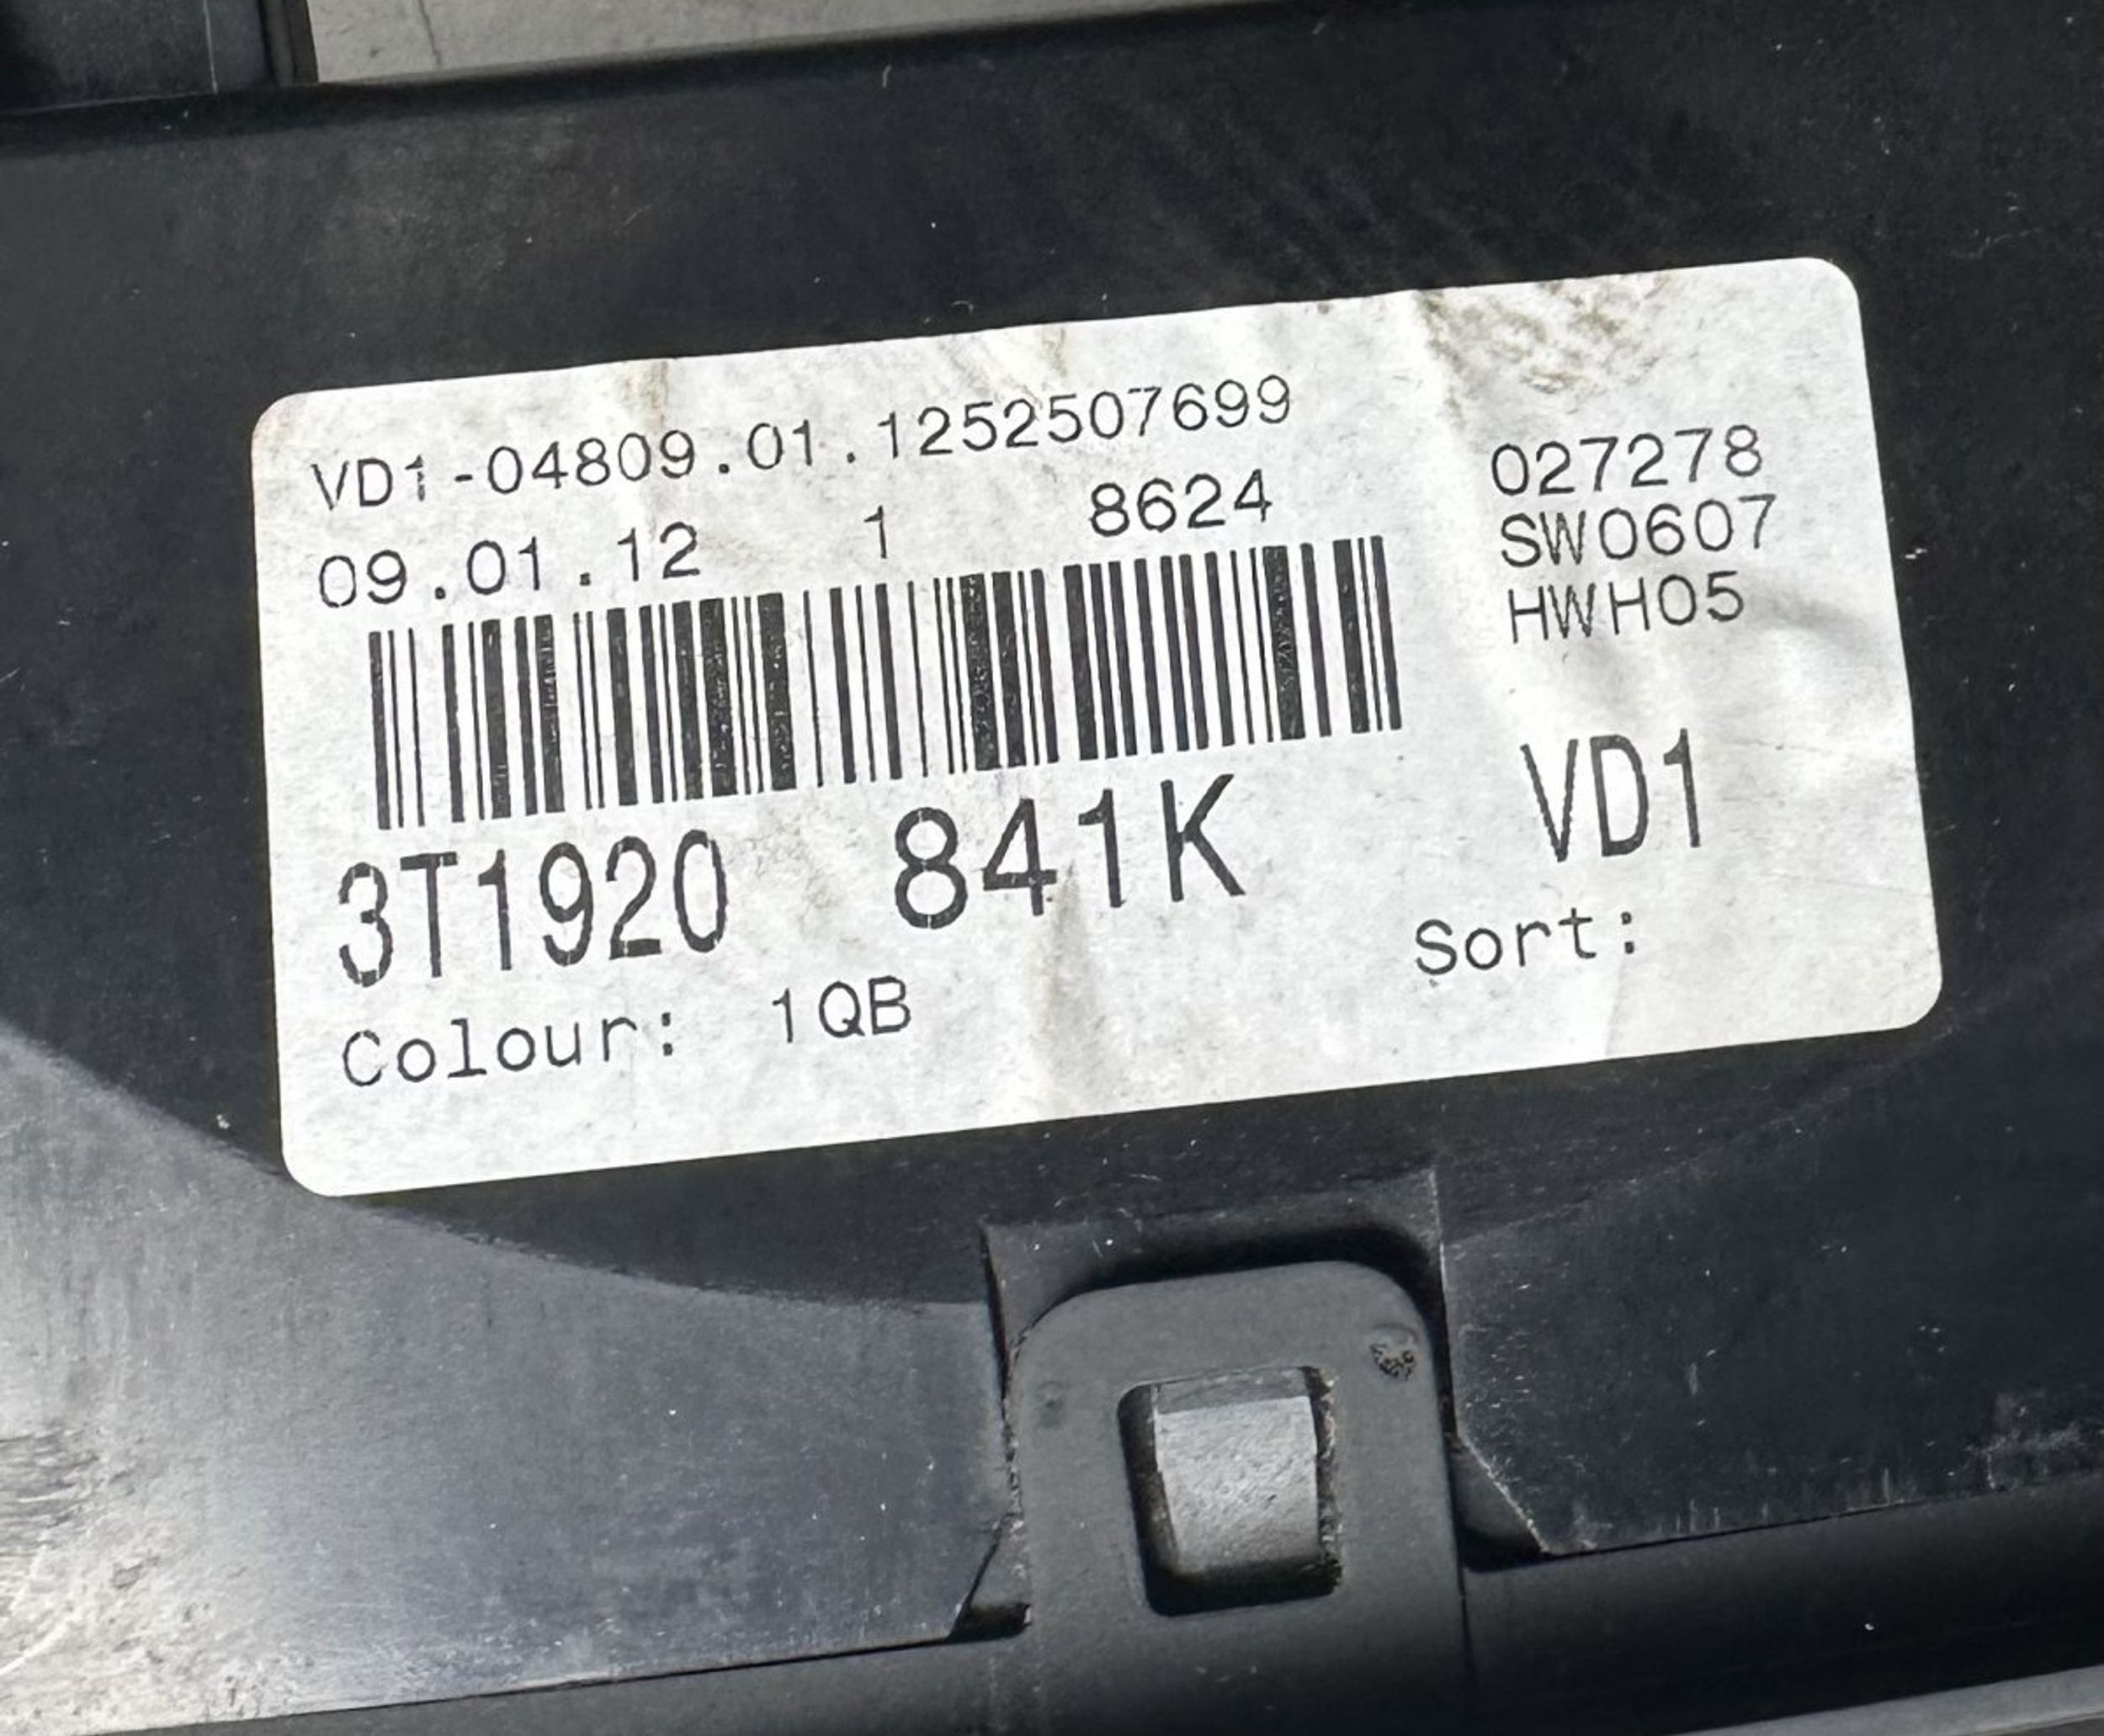 VD1-04809.01.1252507699
09.01.12 1 8624
027278
SW0607
HWH05
3T1920 841K
VD1
Colour: 1QB
Sort: